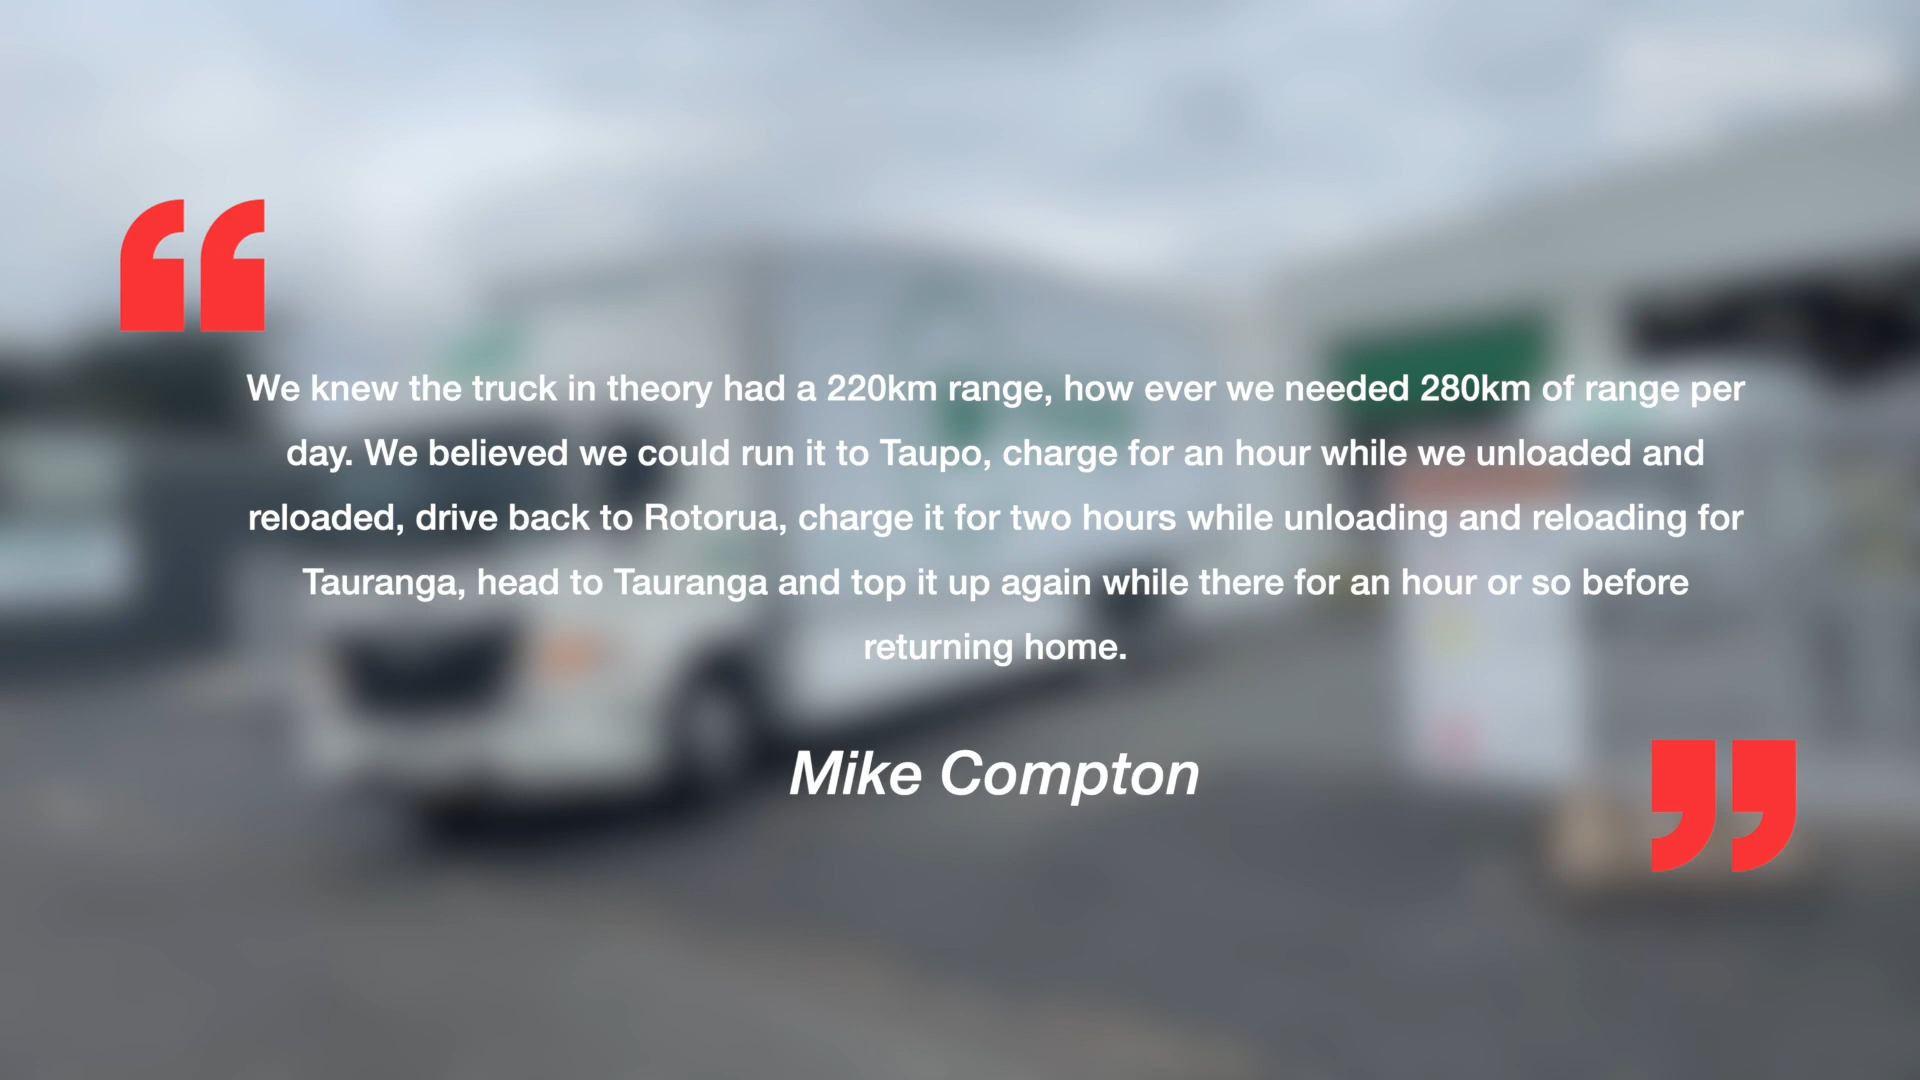 “
We knew the truck in theory had a 220km range, how ever we needed 280km of range per
day. We believed we could run it to Taupo, charge for an hour while we unloaded and
reloaded, drive back to Rotorua, charge it for two hours while unloading and reloading for
Tauranga, head to Tauranga and top it up again while there for an hour or so before
returning home.
Mike Compton
”